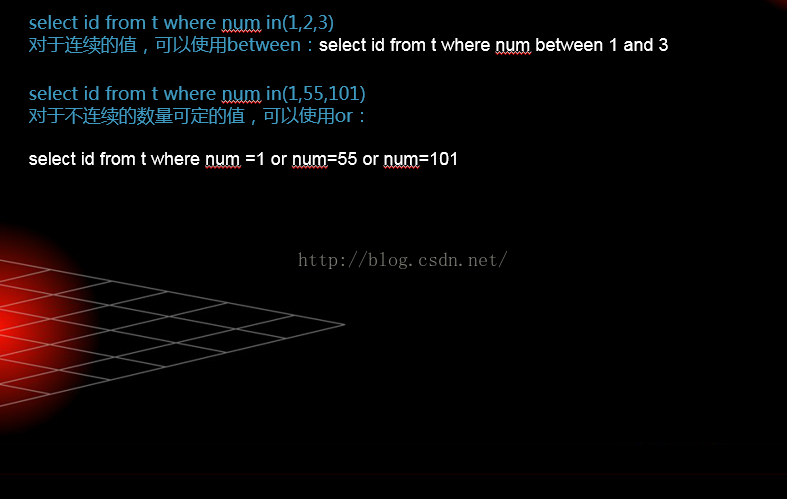 select id from t where num in(1,2,3)
对于连续的值，可以使用between：select id from t where num between 1 and 3
select id from t where num in(1,55,101)
对于不连续的数量可定的值，可以使用or：
select id from t where num =1 or num=55 or num=101
http://blog.csdn.net/